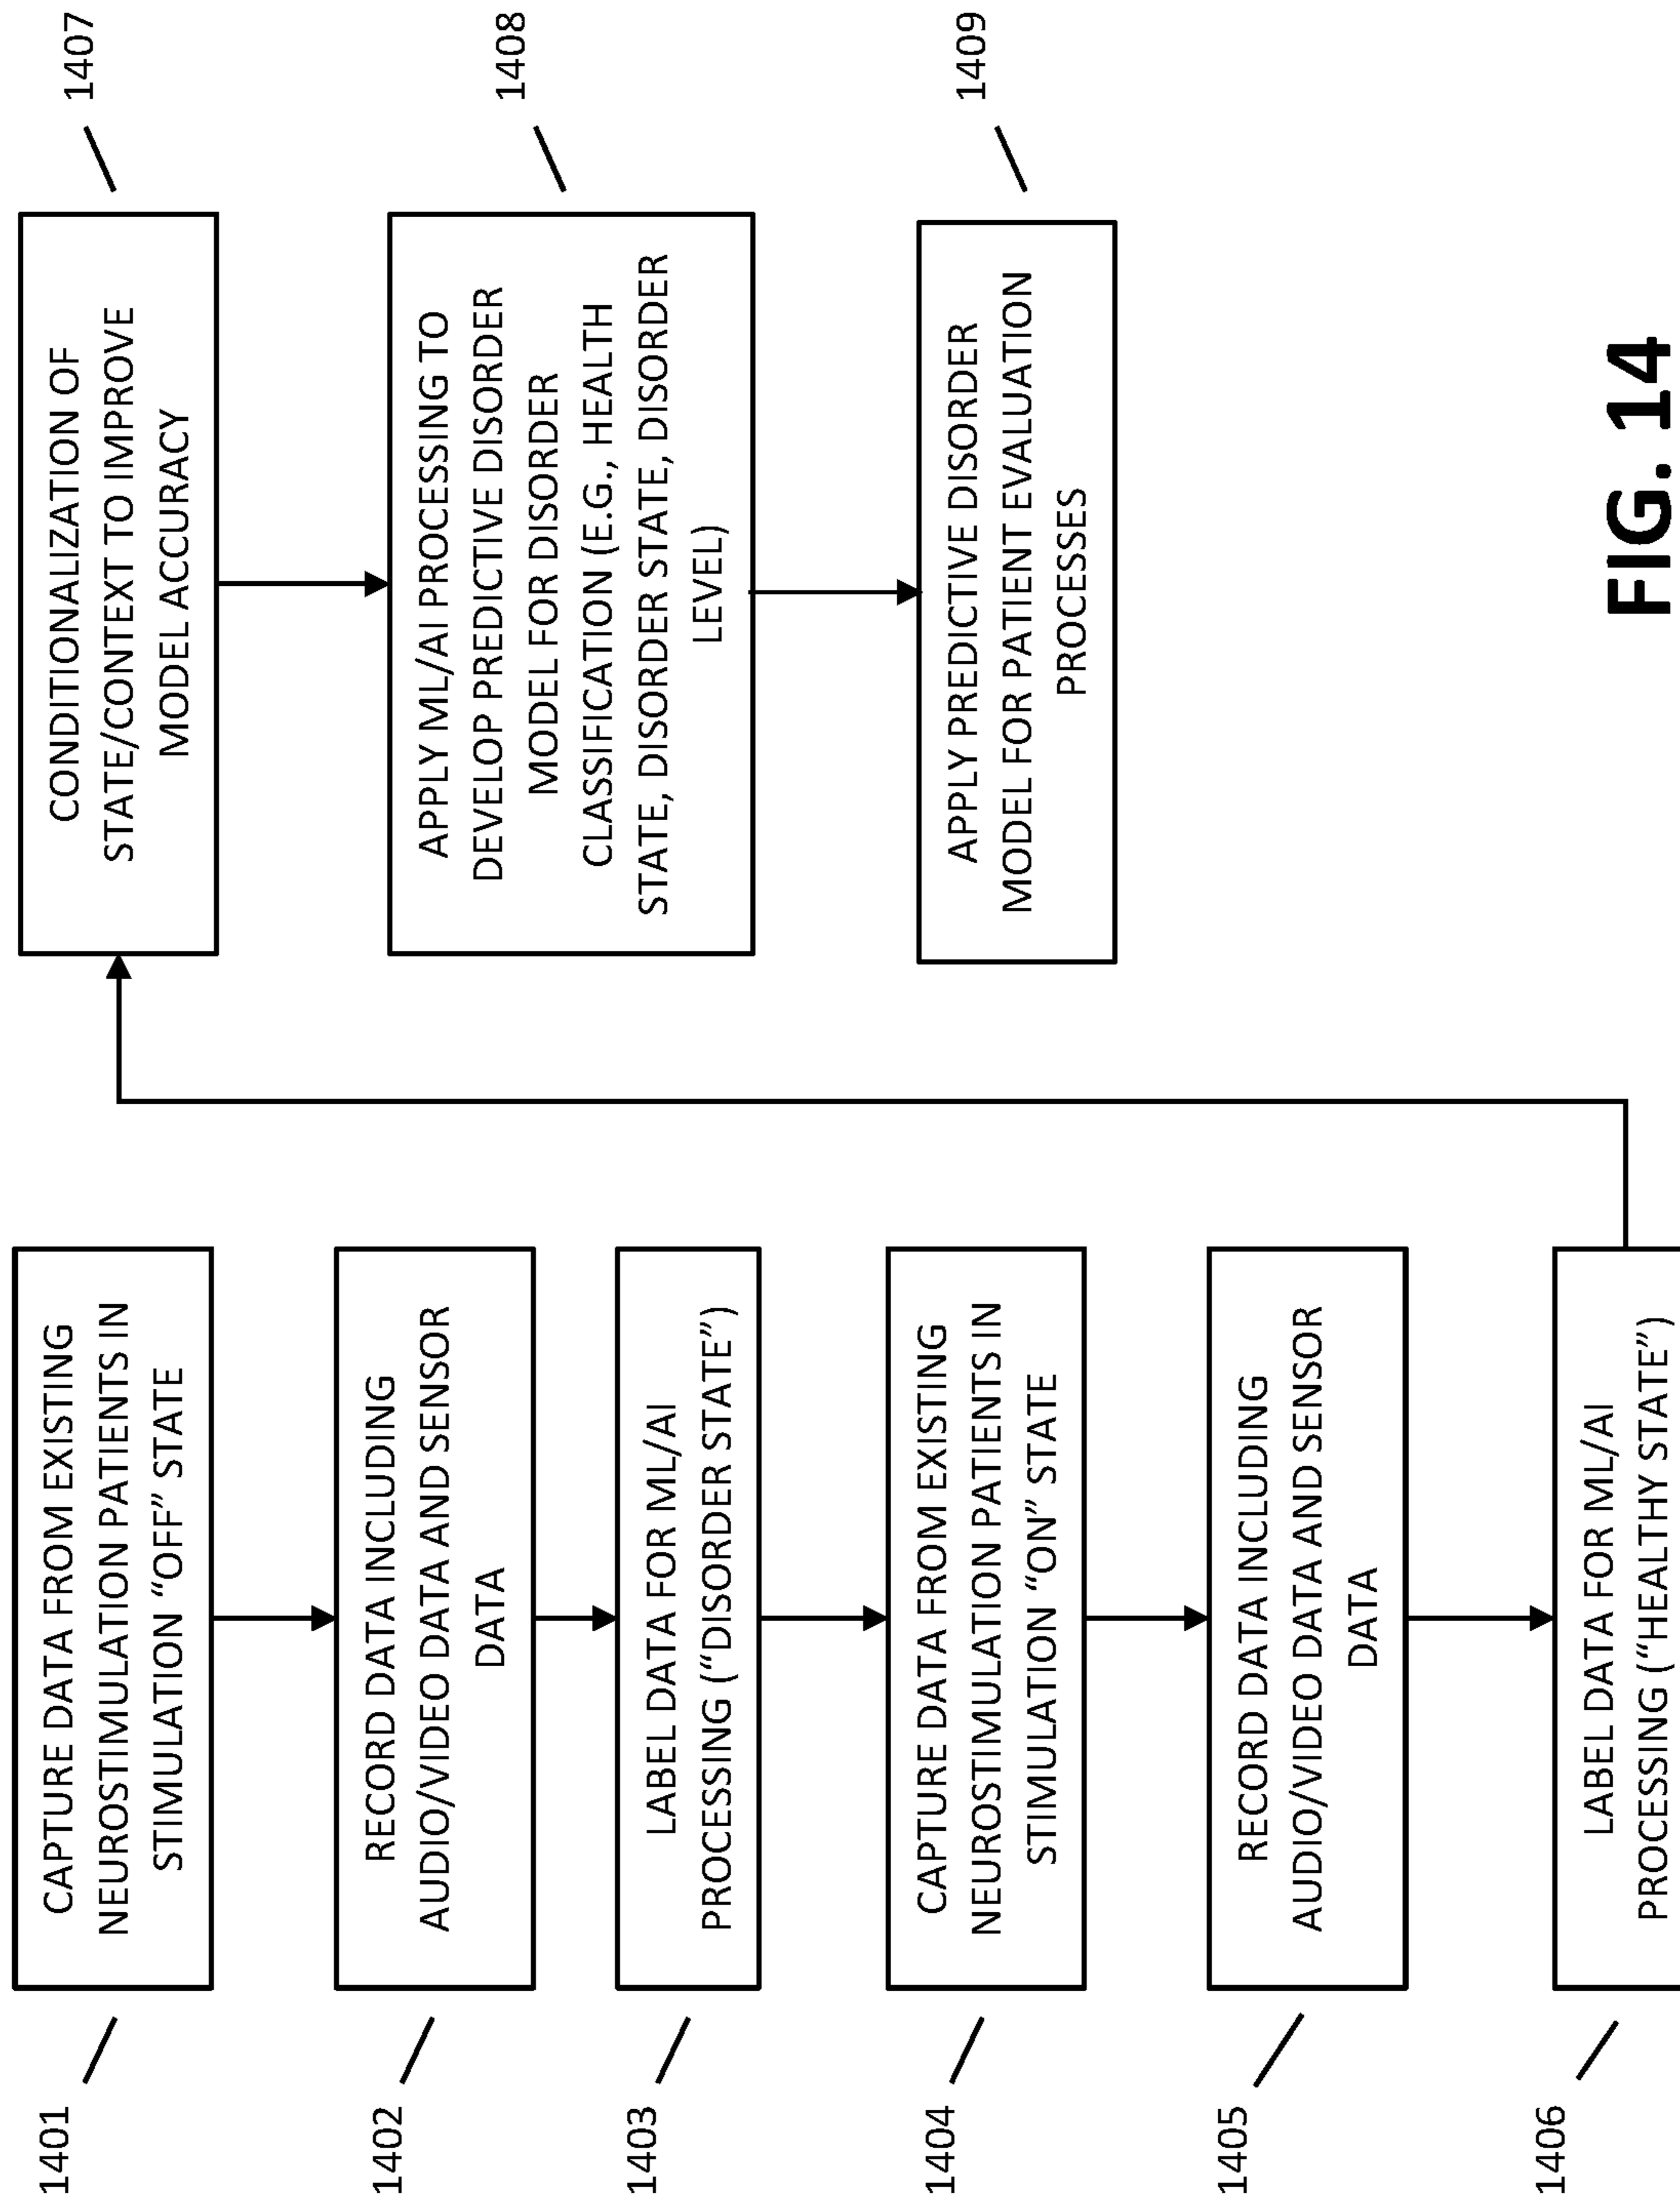 1401
CAPTURE DATA FROM EXISTING
NEUROSTIMULATION PATIENTS IN
STIMULATION “OFF” STATE
1402
RECORD DATA INCLUDING
AUDIO/VIDEO DATA AND SENSOR
DATA
1403
LABEL DATA FOR ML/AI
PROCESSING (“DISORDER STATE”)
1404
CAPTURE DATA FROM EXISTING
NEUROSTIMULATION PATIENTS IN
STIMULATION “ON” STATE
1405
RECORD DATA INCLUDING
AUDIO/VIDEO DATA AND SENSOR
DATA
1406
LABEL DATA FOR ML/AI
PROCESSING (“HEALTHY STATE”)
CONDITIONALIZATION OF
STATE/CONTEXT TO IMPROVE
MODEL ACCURACY
1407
APPLY ML/AI PROCESSING TO
DEVELOP PREDICTIVE DISORDER
MODEL FOR DISORDER
CLASSIFICATION (E.G., HEALTH
STATE, DISORDER STATE, DISORDER
LEVEL)
1408
APPLY PREDICTIVE DISORDER
MODEL FOR PATIENT EVALUATION
PROCESSES
1409
FIG. 14